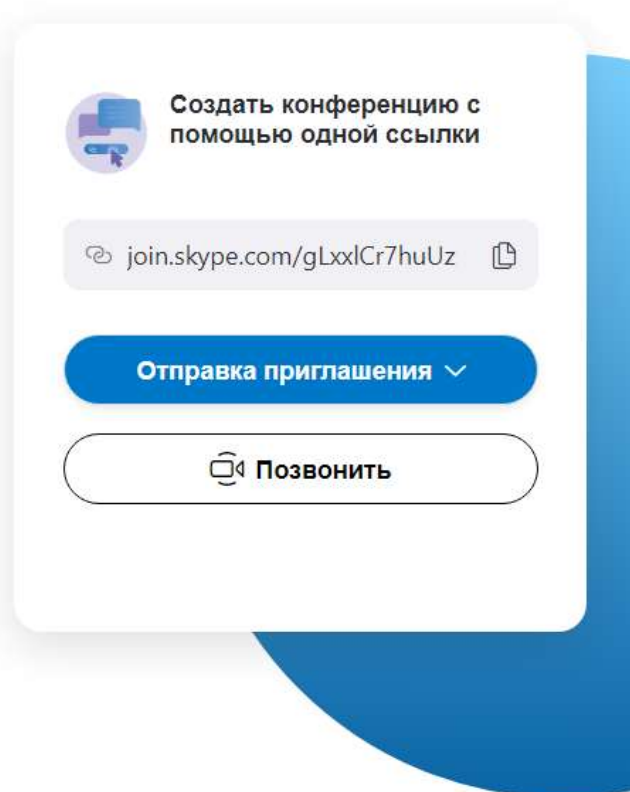 Создать конференцию с
помощью одной ссылки
join.skype.com/gLxxlCr7huUz
Отправка приглашения
Позвонить